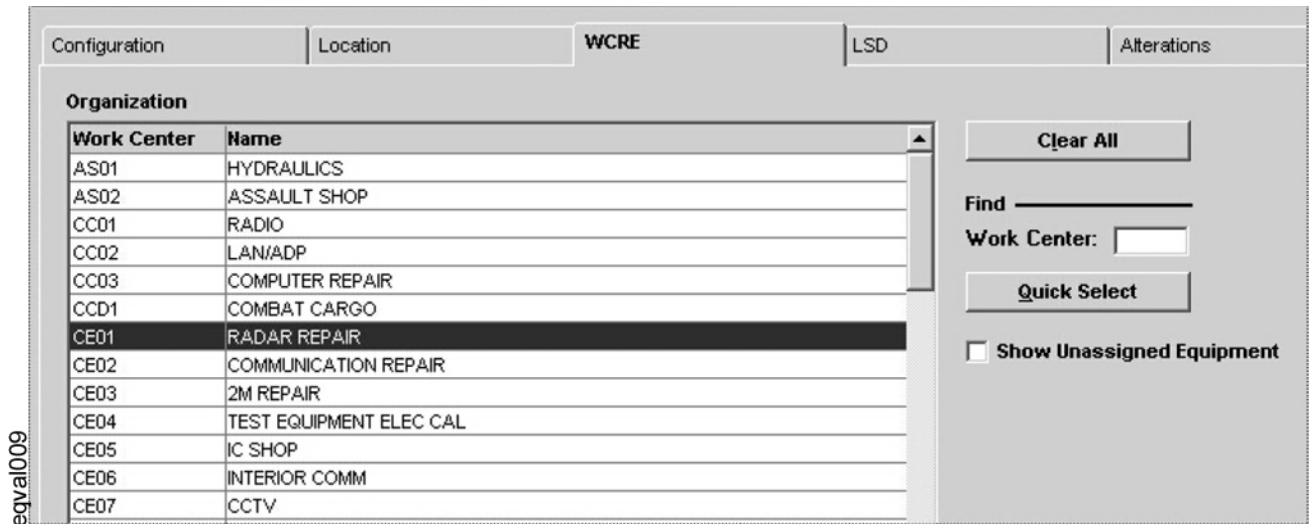 Configuration Location WCRE LSD Alterations
Organization
Work Center Name
AS01 HYDRAULICS
AS02 ASSAULT SHOP
CC01 RADIO
CC02 LAN/ADP
CC03 COMPUTER REPAIR
CCD1 COMBAT CARGO
CE01 RADAR REPAIR
CE02 COMMUNICATION REPAIR
CE03 2M REPAIR
CE04 TEST EQUIPMENT ELEC CAL
CE05 IC SHOP
CE06 INTERIOR COMM
CE07 CCTV
Clear All
Find
Work Center:
Quick Select
Show Unassigned Equipment
eqval009